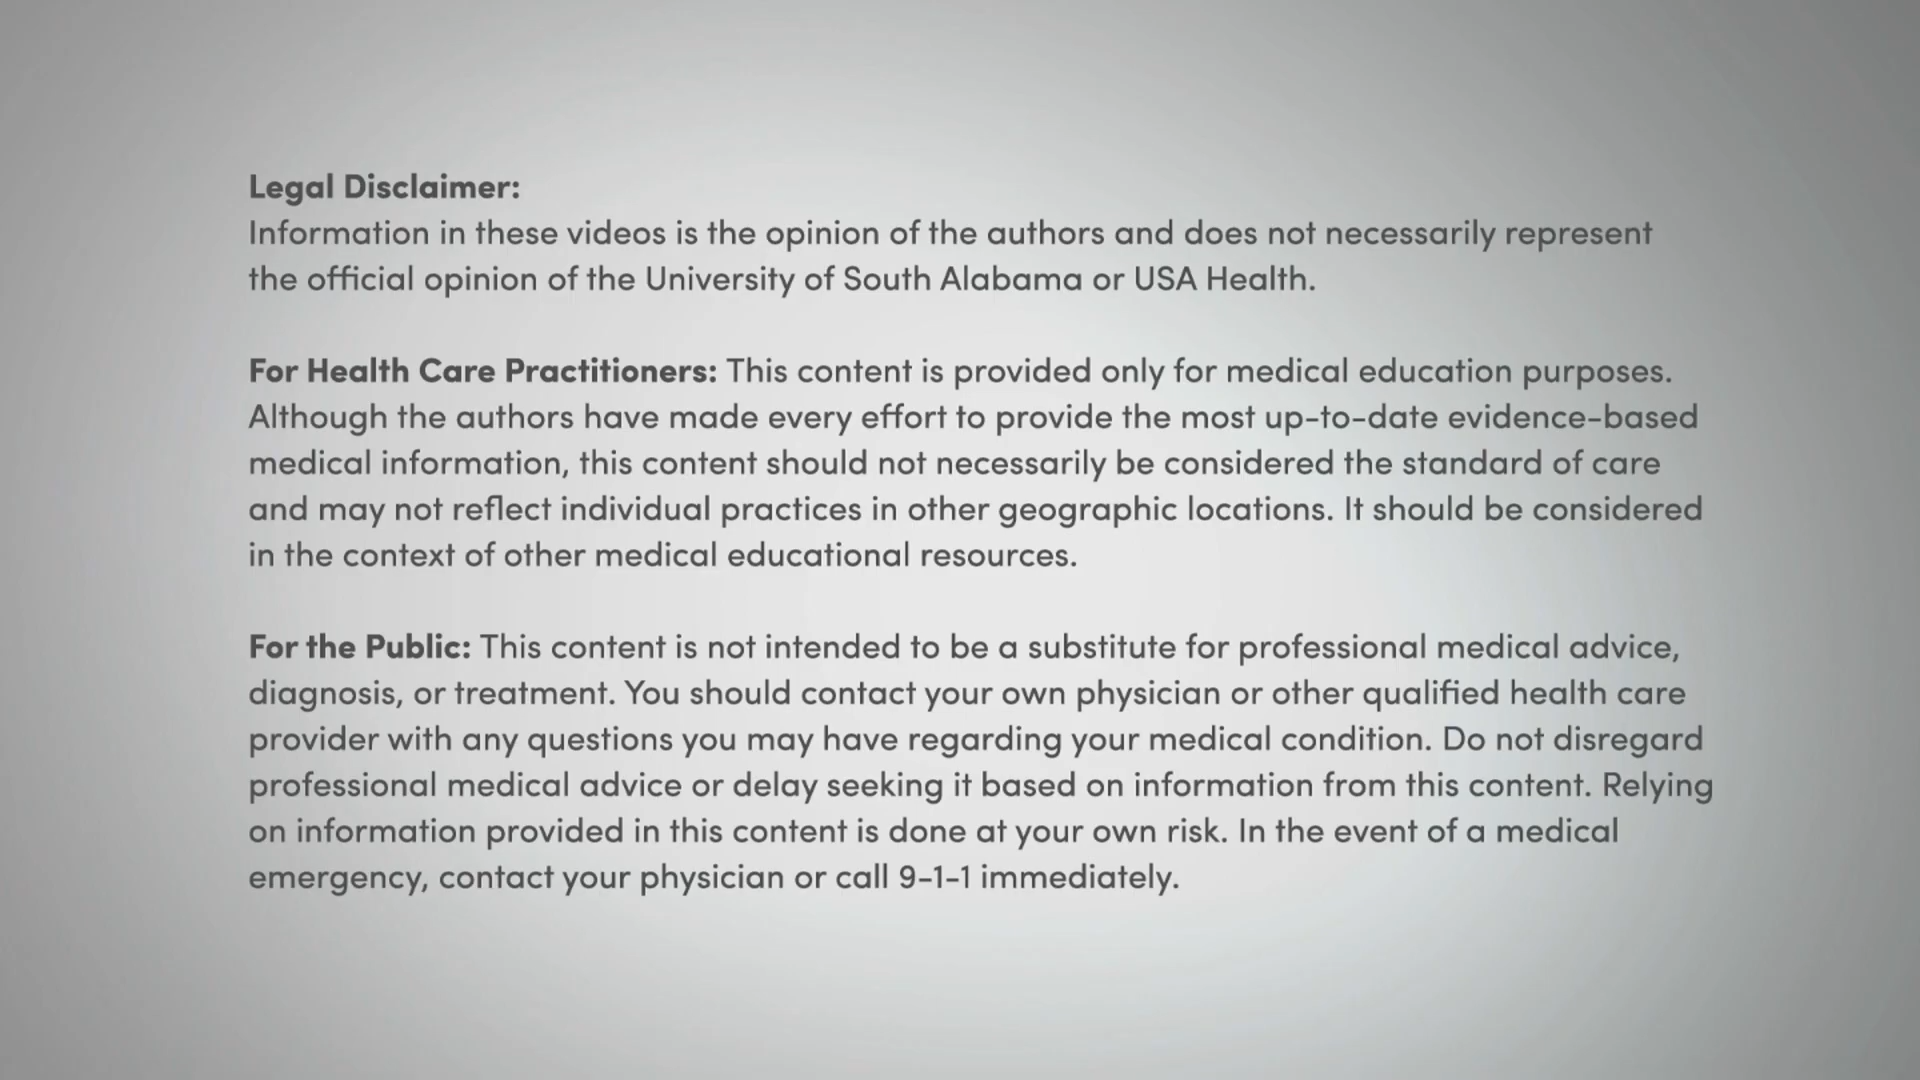 Legal Disclaimer:
Information in these videos is the opinion of the authors and does not necessarily represent
the official opinion of the University of South Alabama or USA Health.
For Health Care Practitioners: This content is provided only for medical education purposes.
Although the authors have made every effort to provide the most up-to-date evidence-based
medical information, this content should not necessarily be considered the standard of care
and may not reflect individual practices in other geographic locations. It should be considered
in the context of other medical educational resources.
For the Public: This content is not intended to be a substitute for professional medical advice,
diagnosis, or treatment. You should contact your own physician or other qualified health care
provider with any questions you may have regarding your medical condition. Do not disregard
professional medical advice or delay seeking it based on information from this content. Relying
on information provided in this content is done at your own risk. In the event of a medical
emergency, contact your physician or call 9-1-1 immediately.